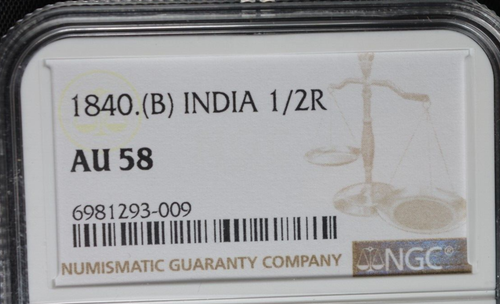 1840.(B) INDIA 1/2R
AU 58
6981293-009
NUMISMATIC GUARANTY COMPANY
NGC